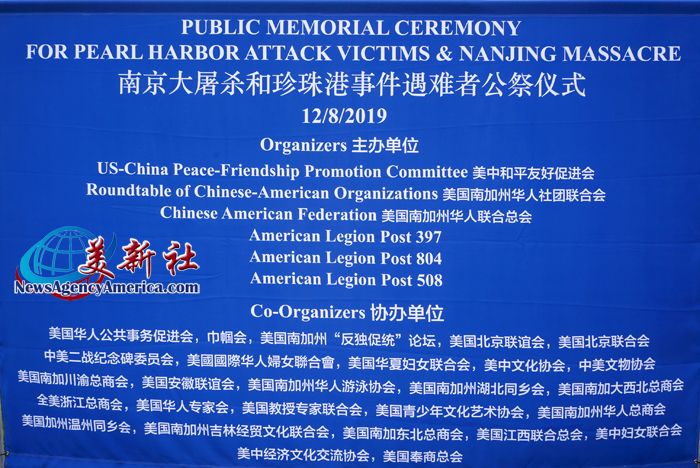 PUBLIC MEMORIAL CEREMONY
FOR PEARL HARBOR ATTACK VICTIMS & NANJING MASSACRE
南京大屠杀和珍珠港事件遇难者公祭仪式
12/8/2019
Organizers 主办单位
US-China Peace-Friendship Promotion Committee 美中和平友好促进会
Roundtable of Chinese-American Organizations 美国南加州华人社团联合会
Chinese American Federation 美国南加州华人联合总会
American Legion Post 397
American Legion Post 804
American Legion Post 508
美新社
NewsAgencyAmerica.com
Co-Organizers 协办单位
美国华人公共事务促进会，巾帼会，美国南加州“反独促统”论坛，美国北京联谊会，美国北京联合会
中美二战纪念碑委员会，美國國際華人婦女聯合會，美国华夏妇女联合会，美中文化协会，中美文物协会
美国南加川渝总商会，美国安徽联谊会，美国南加州华人游泳协会，美国南加州湖北同乡会，美国南加大西北总商会
全美浙江总商会，美国华人专家会，美国教授专家联合会，美国青少年文化艺术协会，美国南加州华人总商会
美国加州温州同乡会，美国南加州吉林经贸文化联合会，美国南加东北总商会，美国江西联合总会，美中妇女联合会
美中经济文化交流协会，美国奉商总会